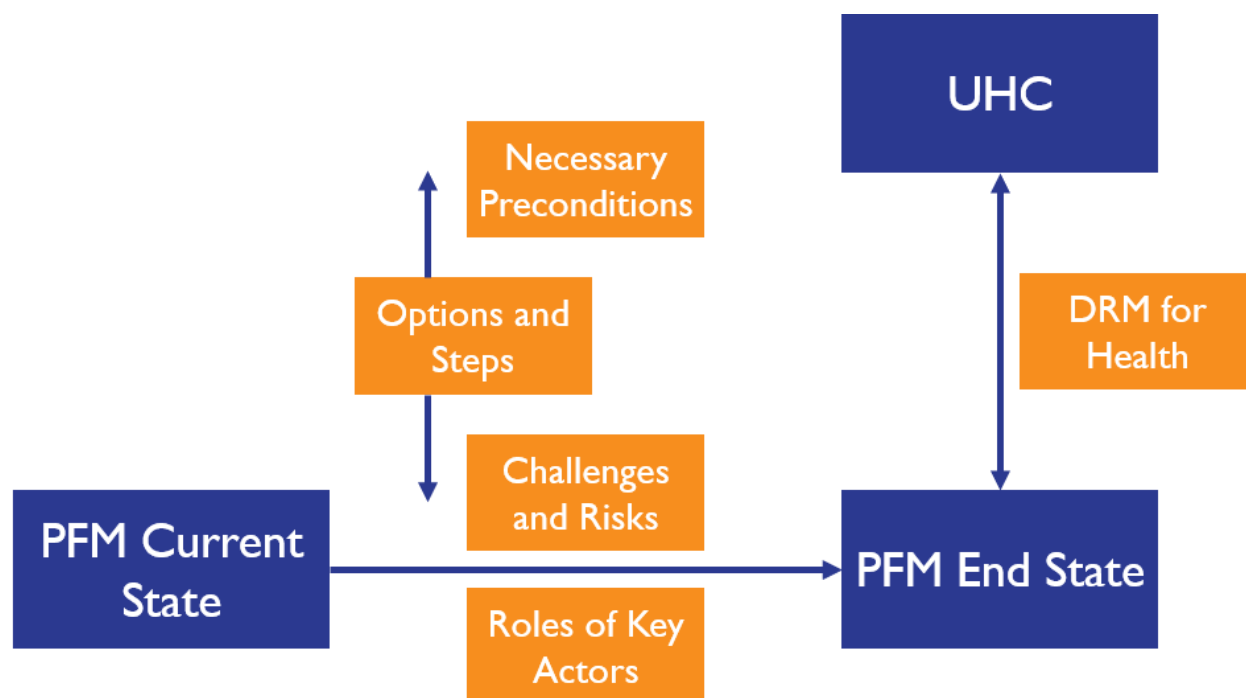 UHC
Necessary
Preconditions
Options and
Steps
DRM for
Health
Challenges
and Risks
PFM Current
State
PFM End State
Roles of Key
Actors